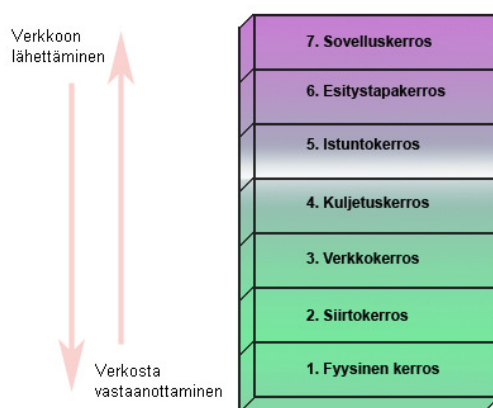 Verkkoon
lähettäminen
7. Sovelluskerros
6. Esitystapakerros
5. Istuntokerros
4. Kuljetuskerros
3. Verkkokerros
2. Siirtokerros
1. Fyysinen kerros
Verkosta
vastaanottaminen